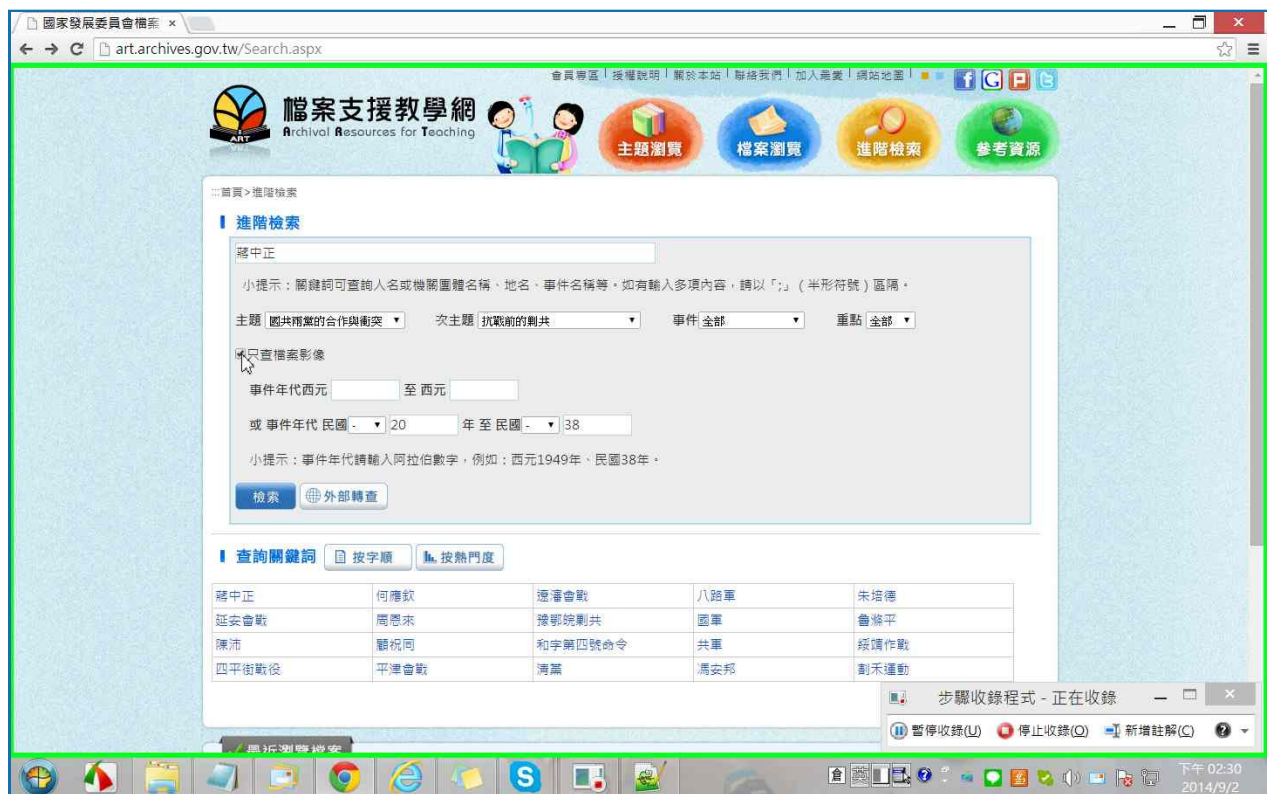 國家發展委員會檔案
art.archives.gov.tw/Search.aspx
會員專區 | 授權說明 | 關於本站 | 聯絡我們 | 加入最愛 | 網站地圖 |
檔案支援教學網
Archival Resources for Teaching
ART
主題瀏覽 檔案瀏覽 進階檢索 參考資源
:::首頁>進階檢索
進階檢索
蔣中正
小提示：關鍵詞可查詢人名或機關團體名稱、地名、事件名稱等。如有輸入多項內容，請以「;」（半形符號）區隔。
主題 國共兩黨的合作與衝突 次主題 抗戰前的剿共 事件 全部 重點 全部
只查檔案影像
事件年代西元 至 西元
或 事件年代 民國 - 20 年 至 民國 - 38
小提示：事件年代請輸入阿拉伯數字，例如：西元1949年、民國38年。
檢索 外部轉查
查詢關鍵詞 按字順 按熱門度
蔣中正 何應欽 遼瀋會戰 八路軍 朱培德
延安會戰 周恩來 豫鄂皖剿共 國軍 魯滌平
陳沛 顧祝同 和字第四號命令 共軍 綏靖作戰
四平街戰役 平津會戰 清黨 馮安邦 割禾運動
步驟收錄程式 - 正在收錄
暫停收錄(U) 停止收錄(O) 新增註解(C)
最近瀏覽檔案
下午 02:30
2014/9/2